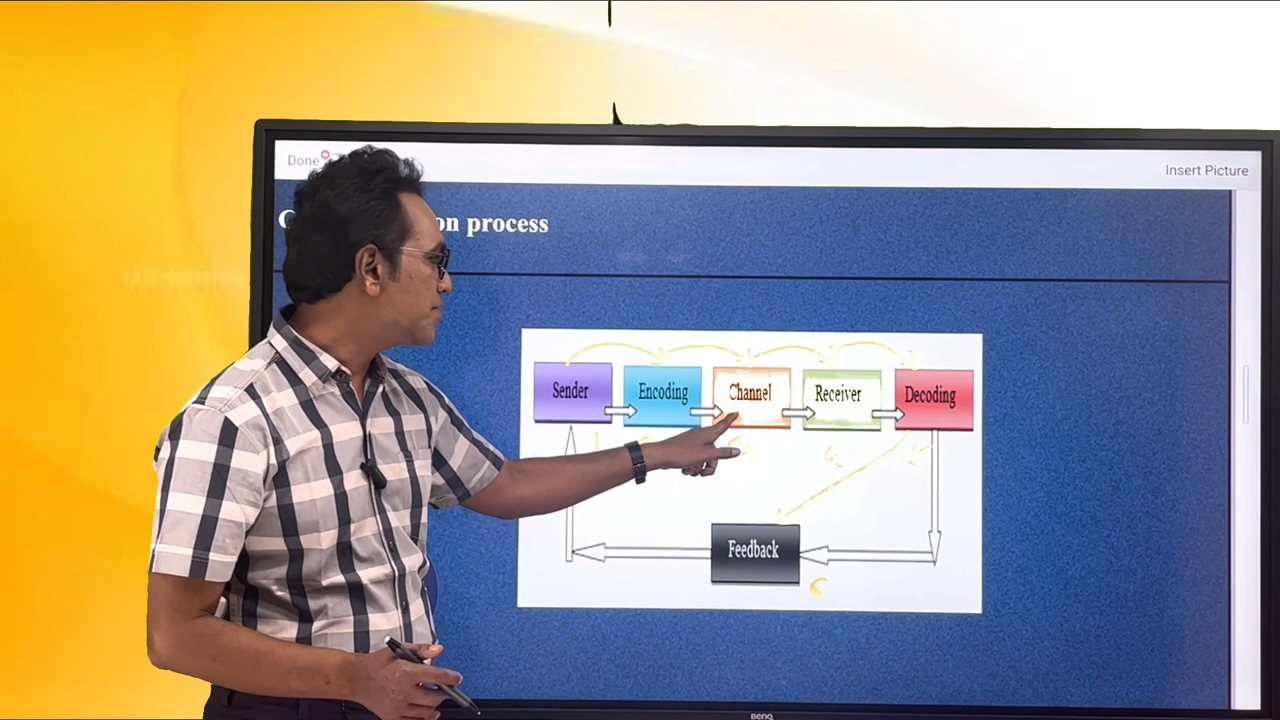 Done
Insert Picture
on process
Sender
Encoding
Channel
Receiver
Decoding
Feedback
BenQ